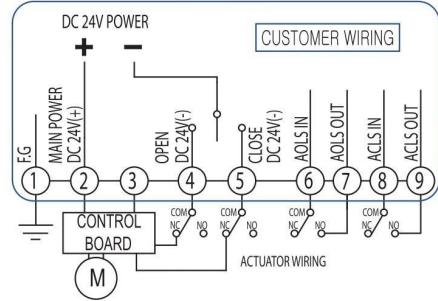 DC 24V POWER
+ −
CUSTOMER WIRING
F.G
MAIN POWER
DC 24V(+)
OPEN
DC 24V(-)
CLOSE
DC 24V(-)
AOLS IN
AOLS OUT
ACLS IN
ACLS OUT
1 2 3 4 5 6 7 8 9
CONTROL
BOARD
M
COM
NC NO
COM
NC NO
COM
NC NO
COM
NC NO
ACTUATOR WIRING